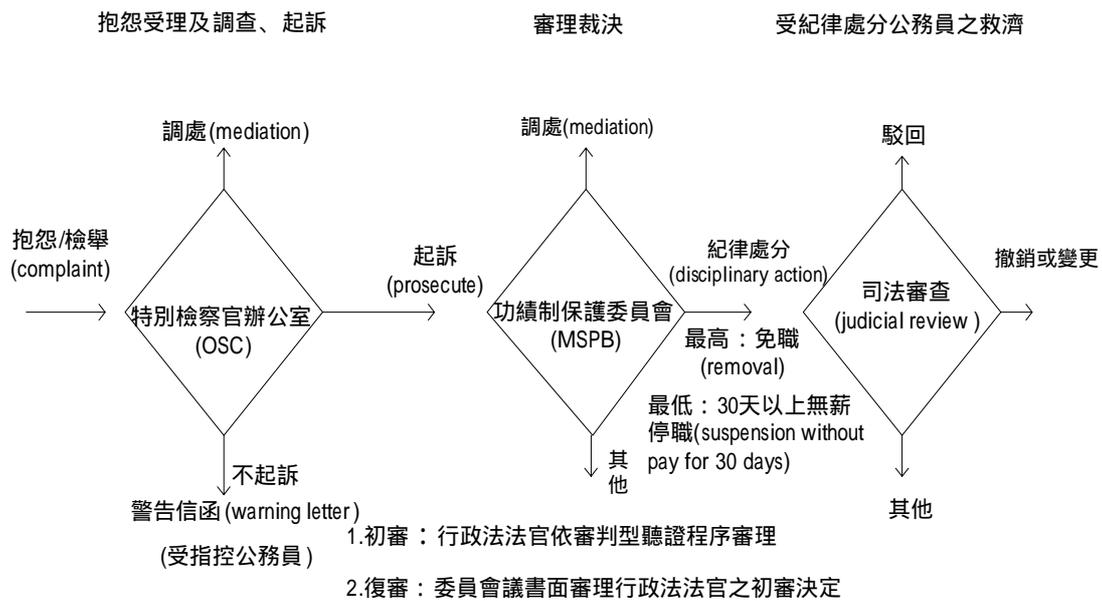 抱怨受理及調查、起訴
審理裁決
受紀律處分公務員之救濟
調處(mediation)
調處(mediation)
駁回
抱怨/檢舉
(complaint)
起訴
(prosecute)
紀律處分
(disciplinary action)
撤銷或變更
特別檢察官辦公室
(OSC)
功績制保護委員會
(MSPB)
司法審查
(judicial review )
最高：免職
(removal)
最低：30天以上無薪
停職(suspension without
pay for 30 days)
不起訴
警告信函(warning letter)
(受指控公務員)
其
他
其他
1.初審：行政法法官依審判型聽證程序審理
2.復審：委員會議書面審理行政法法官之初審決定